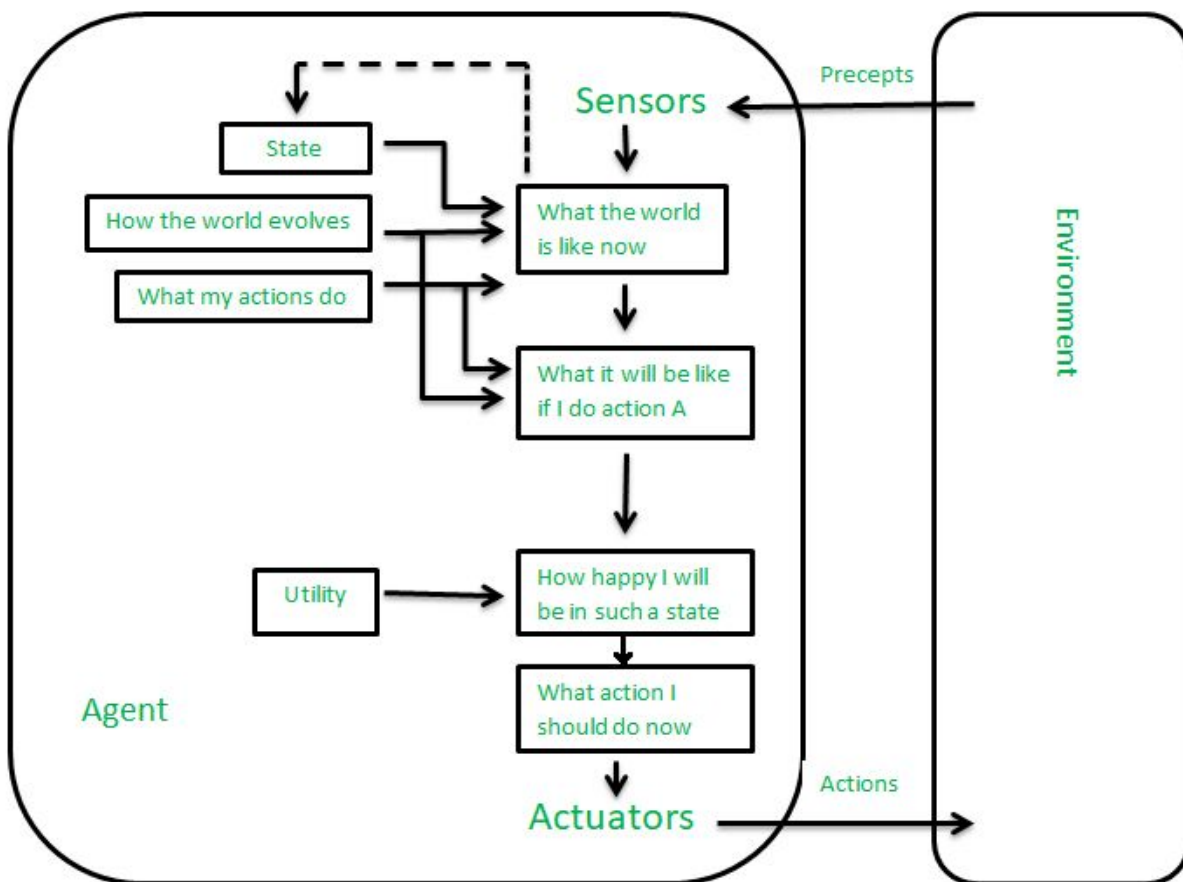 Precepts
Sensors
State
How the world evolves
What the world
is like now
What my actions do
Environment
What it will be like
if I do action A
Utility
How happy I will
be in such a state
What action I
should do now
Agent
Actions
Actuators